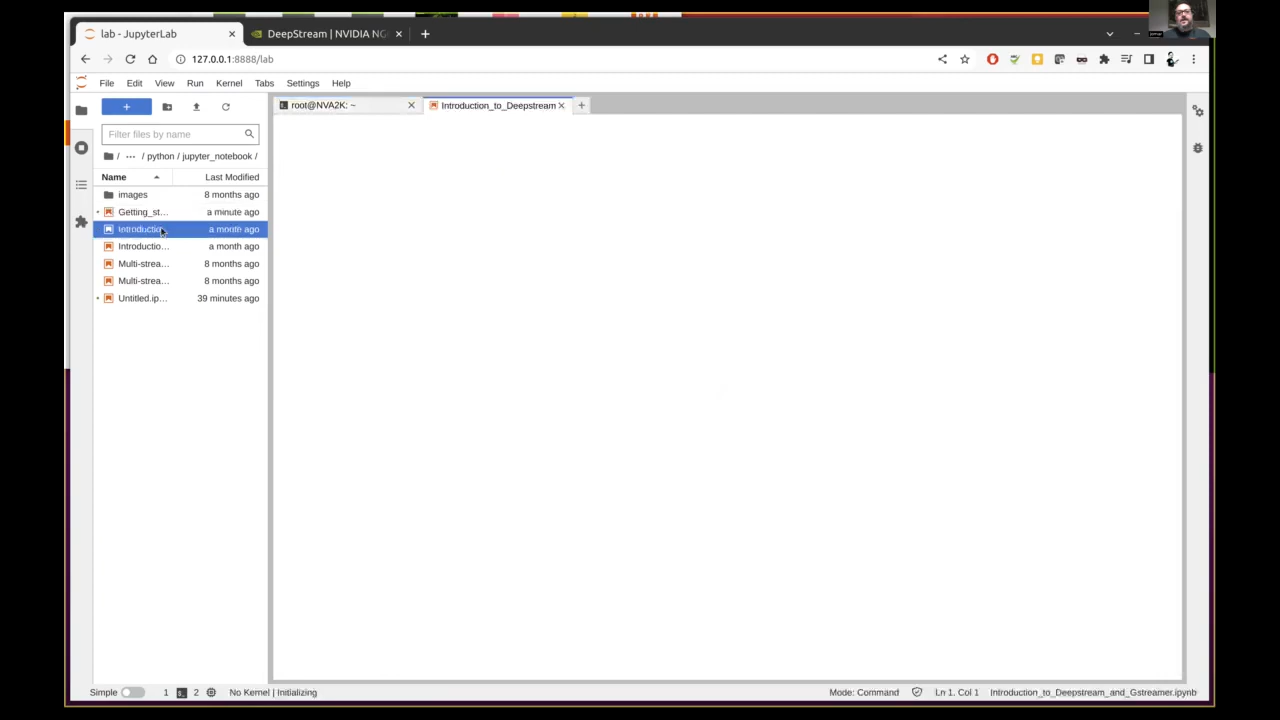 lab - JupyterLab
DeepStream | NVIDIA NG
127.0.0.1:8888/lab
File Edit View Run Kernel Tabs Settings Help
root@NVA2K: ~
Introduction_to_Deepstream
Filter files by name
/ ··· / python / jupyter_notebook /
Name Last Modified
images 8 months ago
Getting_st... a minute ago
Introductio... a month ago
Introductio... a month ago
Multi-strea... 8 months ago
Multi-strea... 8 months ago
Untitled.ip... 39 minutes ago
Simple 1 2 No Kernel | Initializing Mode: Command Ln 1, Col 1 Introduction_to_Deepstream_and_Gstreamer.ipynb